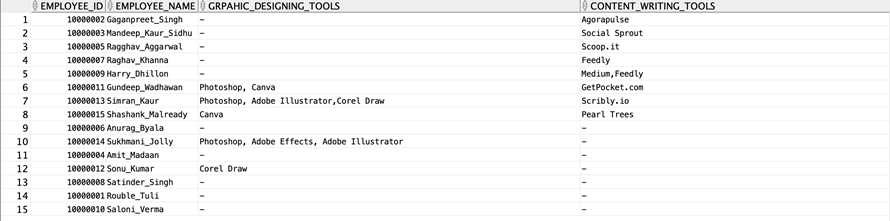 EMPLOYEE_ID EMPLOYEE_NAME GRPAHIC_DESIGNING_TOOLS CONTENT_WRITING_TOOLS
1 10000002 Gaganpreet_Singh - Agorapulse
2 10000003 Mandeep_Kaur_Sidhu - Social Sprout
3 10000005 Ragghav_Aggarwal - Scoop.it
4 10000007 Raghav_Khanna - Feedly
5 10000009 Harry_Dhillon - Medium,Feedly
6 10000011 Gundeep_Wadhawan Photoshop, Canva GetPocket.com
7 10000013 Simran_Kaur Photoshop, Adobe Illustrator,Corel Draw Scribly.io
8 10000015 Shashank_Malready Canva Pearl Trees
9 10000006 Anurag_Byala - -
10 10000014 Sukhmani_Jolly Photoshop, Adobe Effects, Adobe Illustrator -
11 10000004 Amit_Madaan - -
12 10000012 Sonu_Kumar Corel Draw -
13 10000008 Satinder_Singh - -
14 10000001 Rouble_Tuli - -
15 10000010 Saloni_Verma - -